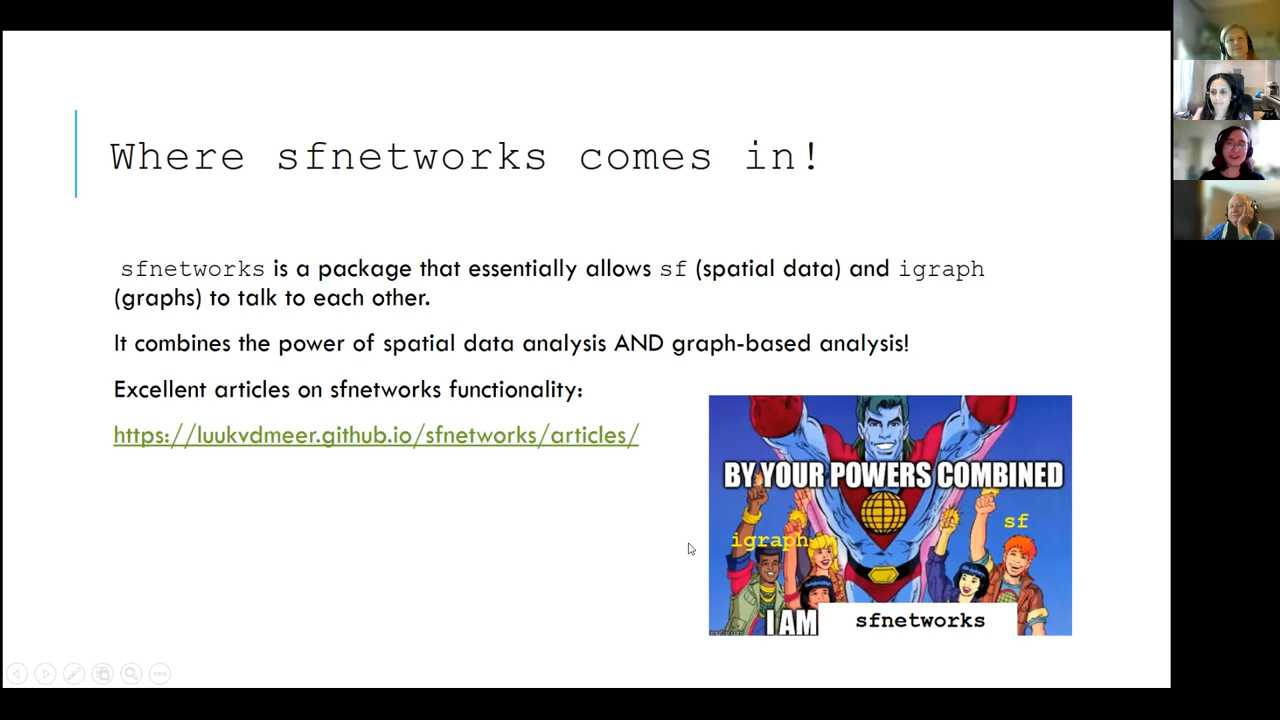 Where sfnetworks comes in!
sfnetworks is a package that essentially allows sf (spatial data) and igraph
(graphs) to talk to each other.
It combines the power of spatial data analysis AND graph-based analysis!
Excellent articles on sfnetworks functionality:
https://luukvdmeer.github.io/sfnetworks/articles/
BY YOUR POWERS COMBINED
sf
igraph
I AM sfnetworks